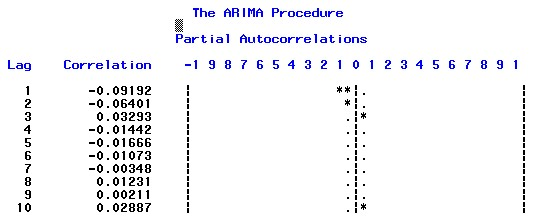 The ARIMA Procedure
Partial Autocorrelations
Lag Correlation -1 9 8 7 6 5 4 3 2 1 0 1 2 3 4 5 6 7 8 9 1
1 -0.09192 | **|. |
2 -0.06401 | *|. |
3 0.03293 | .|* |
4 -0.01442 | .|. |
5 -0.01666 | .|. |
6 -0.01073 | .|. |
7 -0.00348 | .|. |
8 0.01231 | .|. |
9 0.00211 | .|. |
10 0.02887 | .|* |